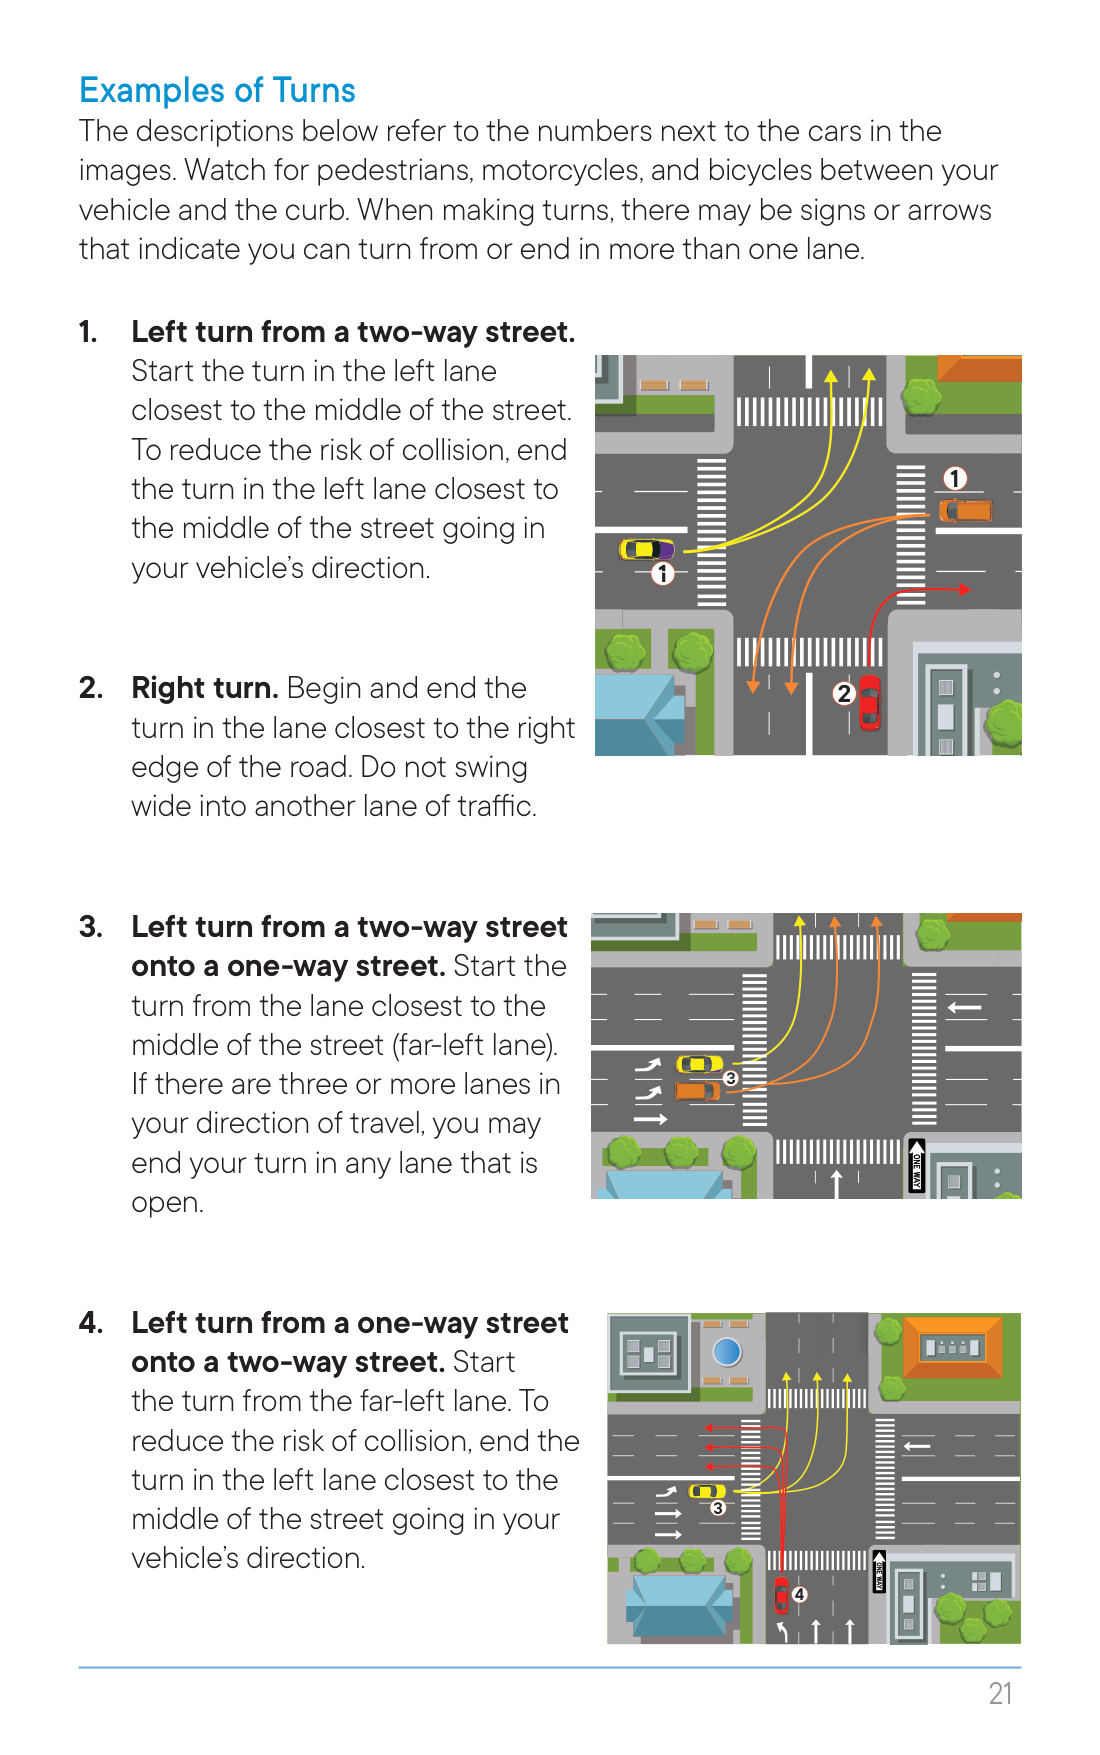 Examples of Turns
The descriptions below refer to the numbers next to the cars in the
images. Watch for pedestrians, motorcycles, and bicycles between your
vehicle and the curb. When making turns, there may be signs or arrows
that indicate you can turn from or end in more than one lane.
1. Left turn from a two-way street.
Start the turn in the left lane
closest to the middle of the street.
To reduce the risk of collision, end
the turn in the left lane closest to
the middle of the street going in
your vehicle’s direction.
1
1
2
2. Right turn. Begin and end the
turn in the lane closest to the right
edge of the road. Do not swing
wide into another lane of traffic.
3. Left turn from a two-way street
onto a one-way street. Start the
turn from the lane closest to the
middle of the street (far-left lane).
If there are three or more lanes in
your direction of travel, you may
end your turn in any lane that is
open.
3
ONE WAY
4. Left turn from a one-way street
onto a two-way street. Start
the turn from the far-left lane. To
reduce the risk of collision, end the
turn in the left lane closest to the
middle of the street going in your
vehicle’s direction.
3
ONE WAY
4
21